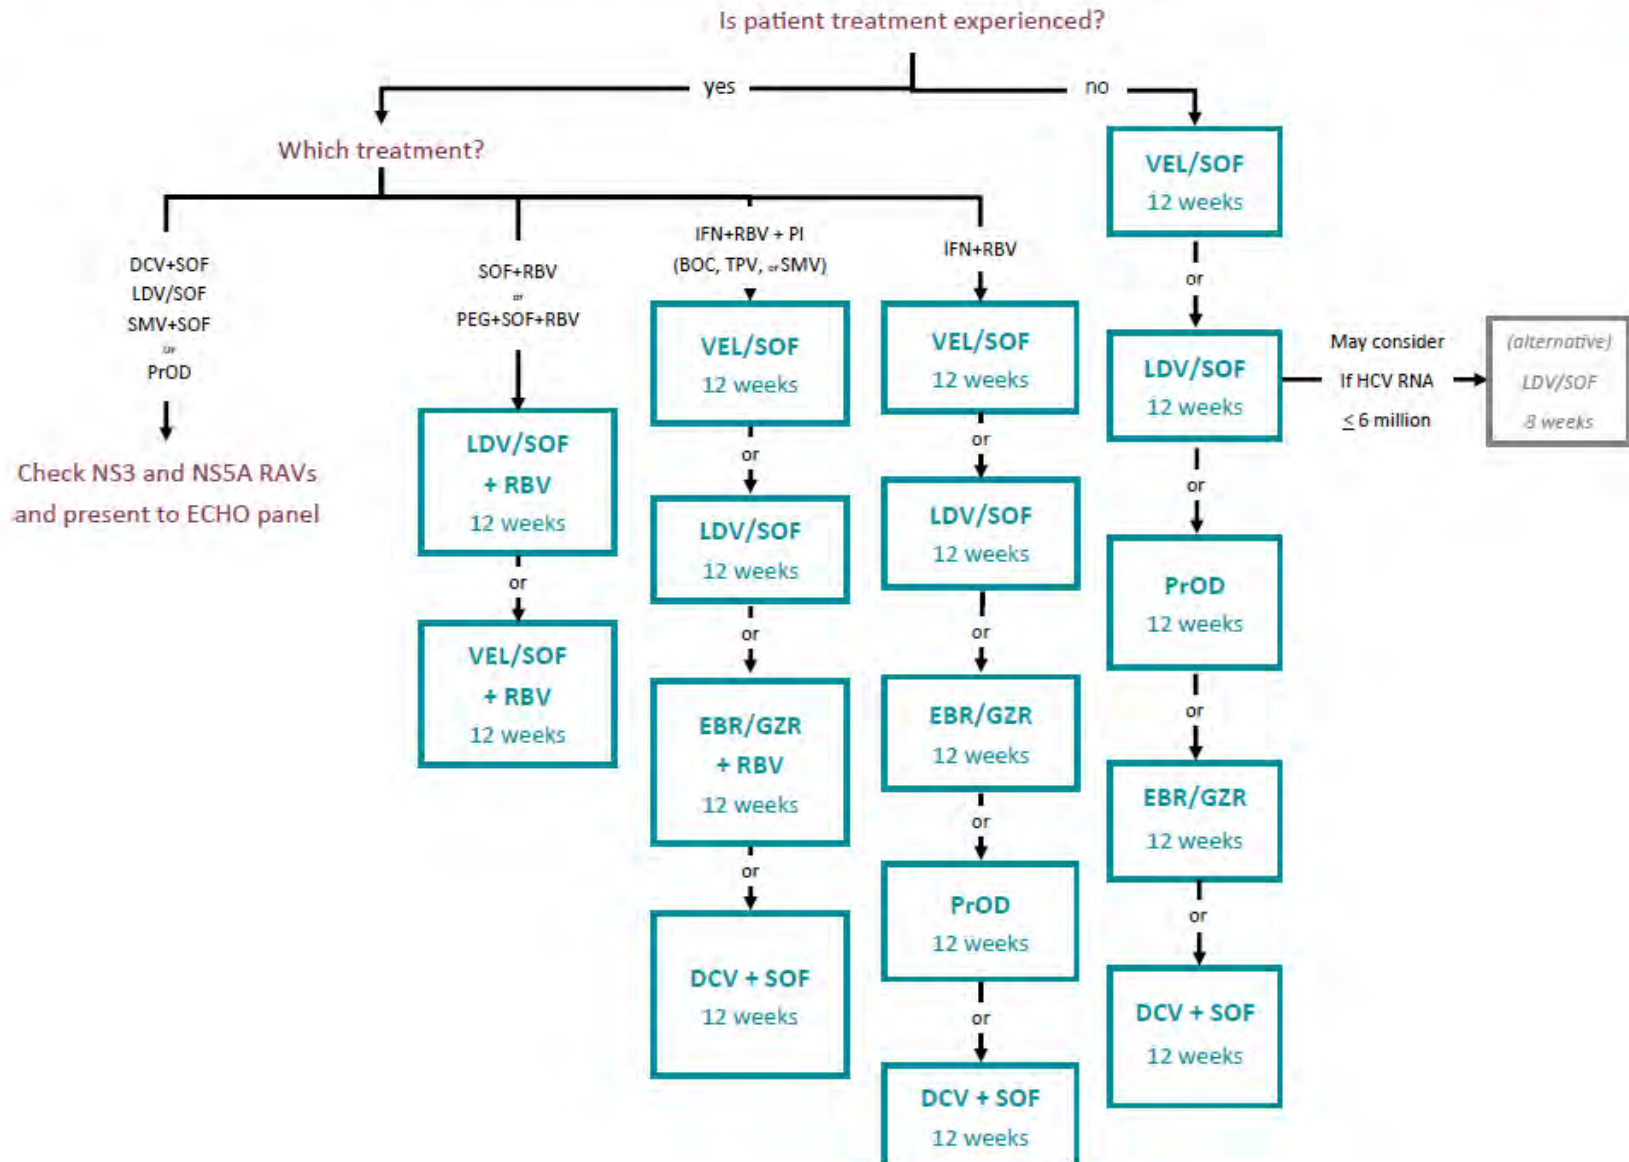 Is patient treatment experienced?
yes
no
Which treatment?
DCV+SOF
LDV/SOF
SMV+SOF
or
PrOD
Check NS3 and NS5A RAVs
and present to ECHO panel
SOF+RBV
or
PEG+SOF+RBV
LDV/SOF
+ RBV
12 weeks
or
VEL/SOF
+ RBV
12 weeks
IFN+RBV + PI
(BOC, TPV, or SMV)
VEL/SOF
12 weeks
or
LDV/SOF
12 weeks
or
EBR/GZR
+ RBV
12 weeks
or
DCV + SOF
12 weeks
IFN+RBV
VEL/SOF
12 weeks
or
LDV/SOF
12 weeks
or
EBR/GZR
12 weeks
or
PrOD
12 weeks
or
DCV + SOF
12 weeks
VEL/SOF
12 weeks
or
LDV/SOF
12 weeks
May consider
If HCV RNA
≤ 6 million
(alternative)
LDV/SOF
8 weeks
or
PrOD
12 weeks
or
EBR/GZR
12 weeks
or
DCV + SOF
12 weeks